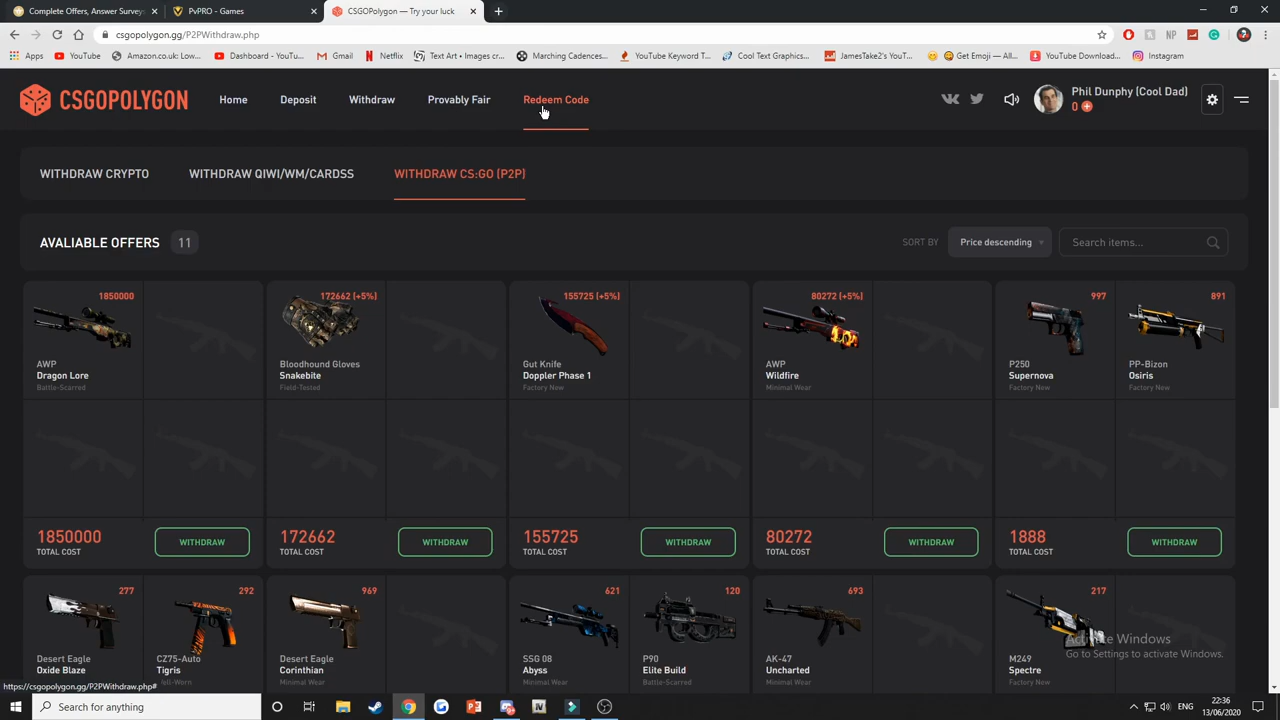 Complete Offers, Answer Surveys
PvPRO - Games
CSGOPolygon — Try your luck
csgopolygon.gg/P2PWithdraw.php
Apps
YouTube
Amazon.co.uk: Low...
Dashboard - YouTu...
Gmail
Netflix
Text Art • Images cr...
Marching Cadences...
YouTube Keyword T...
Cool Text Graphics...
JamesTake2's YouT...
Get Emoji — All...
YouTube Download...
Instagram
CSGOPOLYGON
Home
Deposit
Withdraw
Provably Fair
Redeem Code
Phil Dunphy (Cool Dad)
0
WITHDRAW CRYPTO
WITHDRAW QIWI/WM/CARDSS
WITHDRAW CS:GO (P2P)
AVALIABLE OFFERS 11
SORT BY
Price descending
Search items...
1850000
AWP
Dragon Lore
Battle-Scarred
1850000
TOTAL COST
WITHDRAW
172662 (+5%)
Bloodhound Gloves
Snakebite
Field-Tested
172662
TOTAL COST
WITHDRAW
155725 (+5%)
Gut Knife
Doppler Phase 1
Factory New
155725
TOTAL COST
WITHDRAW
80272 (+5%)
AWP
Wildfire
Minimal Wear
80272
TOTAL COST
WITHDRAW
997
P250
Supernova
Factory New
891
PP-Bizon
Osiris
Factory New
1888
TOTAL COST
WITHDRAW
277
Desert Eagle
Oxide Blaze
292
CZ75-Auto
Tigris
969
Desert Eagle
Corinthian
Minimal Wear
621
SSG 08
Abyss
Minimal Wear
120
P90
Elite Build
Battle-Scarred
693
AK-47
Uncharted
Minimal Wear
217
M249
Spectre
Factory New
Activate Windows
Go to Settings to activate Windows.
https://csgopolygon.gg/P2PWithdraw.php#
Search for anything
ENG
22:36
13/06/2020